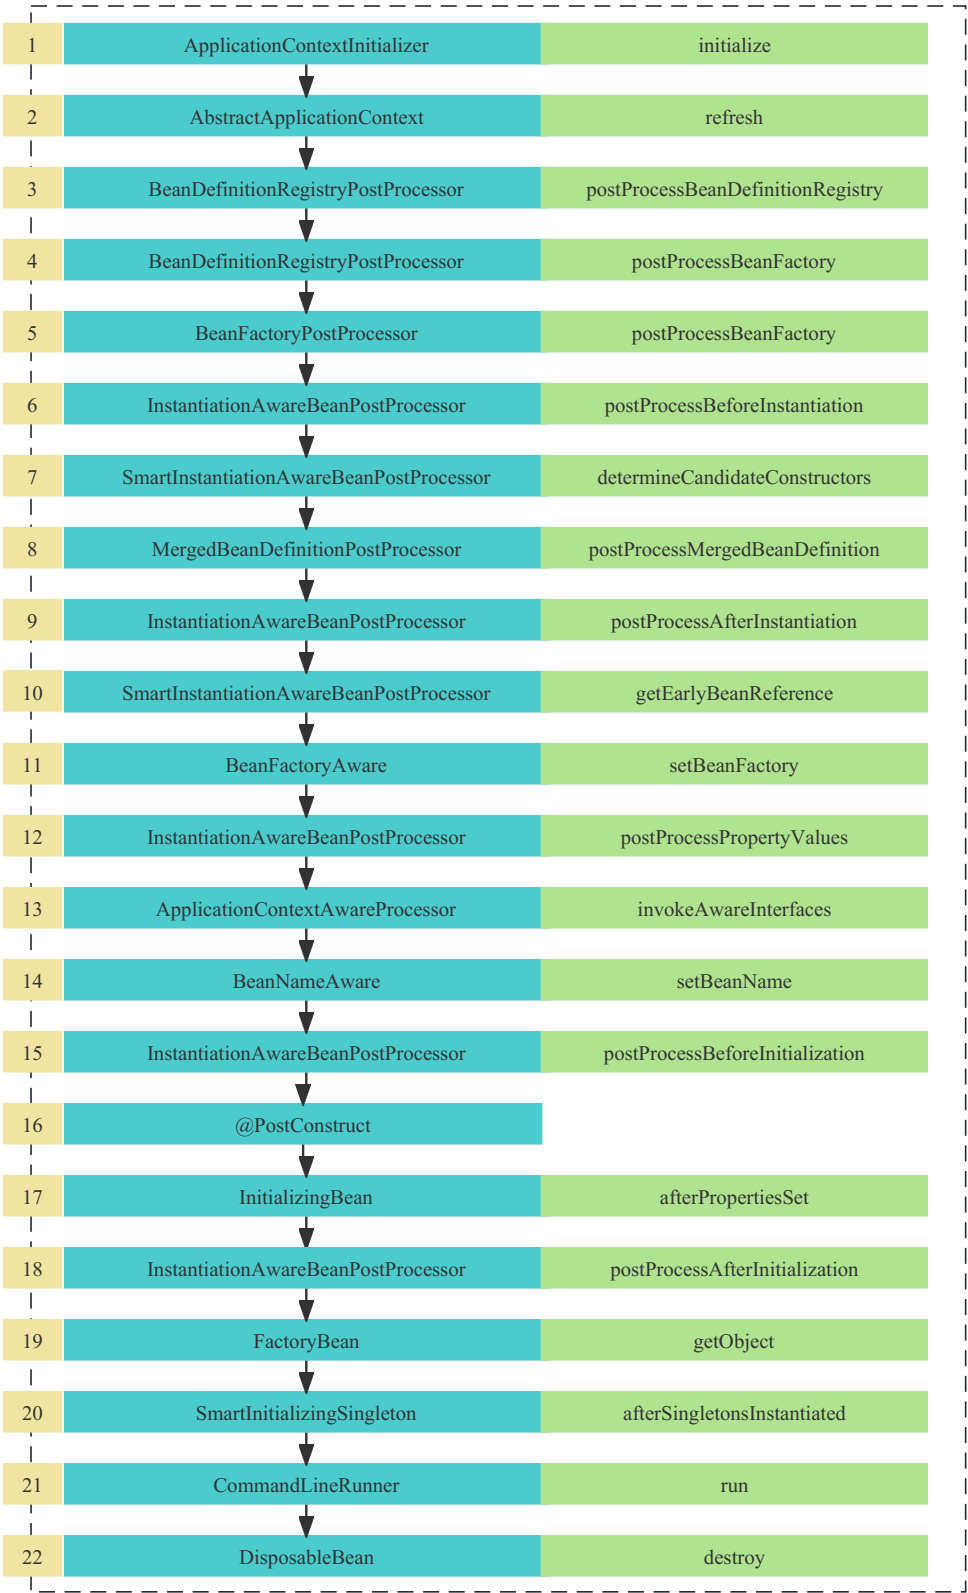 1 ApplicationContextInitializer initialize
2 AbstractApplicationContext refresh
3 BeanDefinitionRegistryPostProcessor postProcessBeanDefinitionRegistry
4 BeanDefinitionRegistryPostProcessor postProcessBeanFactory
5 BeanFactoryPostProcessor postProcessBeanFactory
6 InstantiationAwareBeanPostProcessor postProcessBeforeInstantiation
7 SmartInstantiationAwareBeanPostProcessor determineCandidateConstructors
8 MergedBeanDefinitionPostProcessor postProcessMergedBeanDefinition
9 InstantiationAwareBeanPostProcessor postProcessAfterInstantiation
10 SmartInstantiationAwareBeanPostProcessor getEarlyBeanReference
11 BeanFactoryAware setBeanFactory
12 InstantiationAwareBeanPostProcessor postProcessPropertyValues
13 ApplicationContextAwareProcessor invokeAwareInterfaces
14 BeanNameAware setBeanName
15 InstantiationAwareBeanPostProcessor postProcessBeforeInitialization
16 @PostConstruct
17 InitializingBean afterPropertiesSet
18 InstantiationAwareBeanPostProcessor postProcessAfterInitialization
19 FactoryBean getObject
20 SmartInitializingSingleton afterSingletonsInstantiated
21 CommandLineRunner run
22 DisposableBean destroy